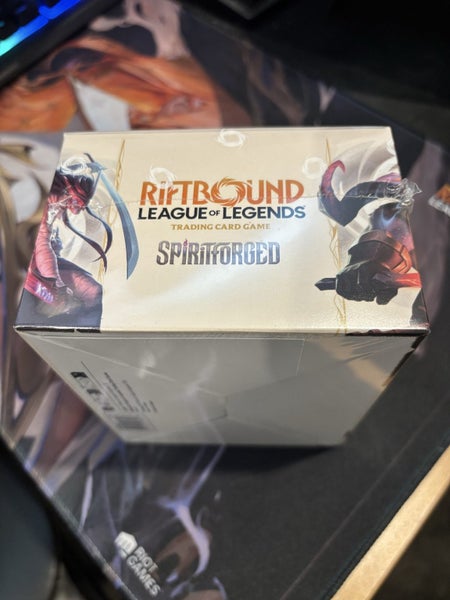 RIFTBOUND
LEAGUE OF LEGENDS
TRADING CARD GAME
SPIRITFORGED
RIOT
GAMES